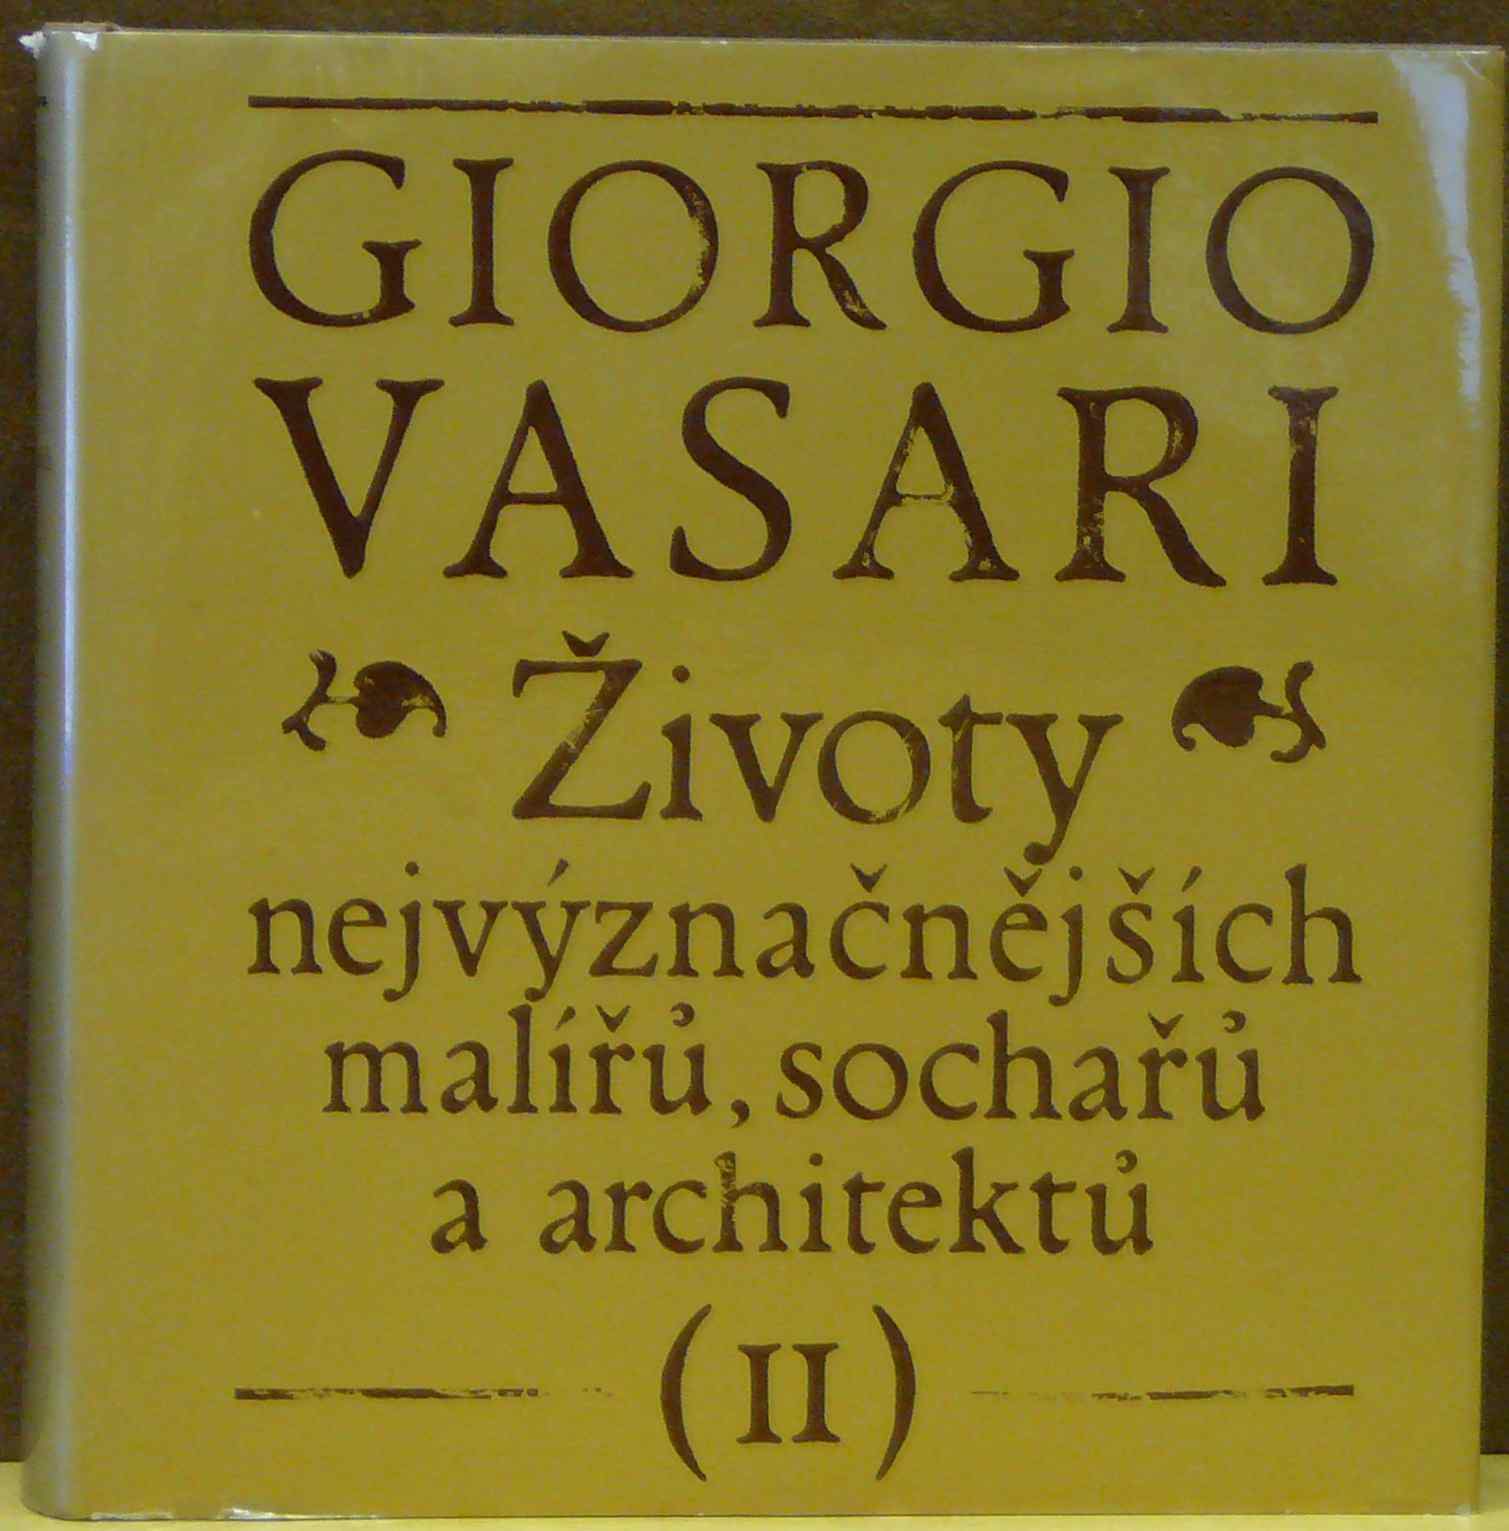 GIORGIO
VASARI
Životy
nejvýznačnějších
malířů, sochařů
a architektů
(II)